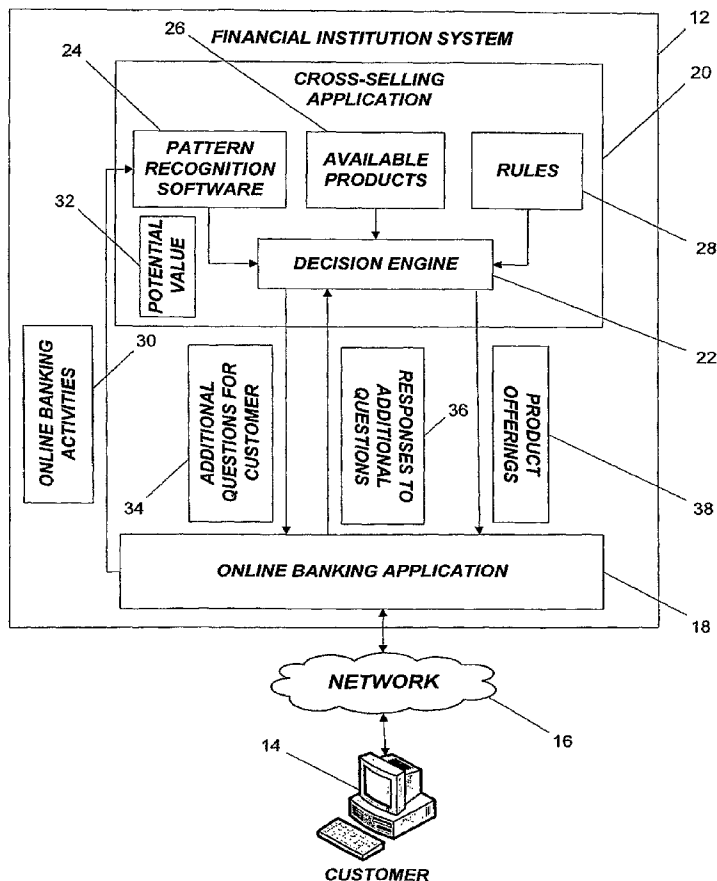 12
FINANCIAL INSTITUTION SYSTEM
26
24
CROSS-SELLING
APPLICATION
20
PATTERN
RECOGNITION
SOFTWARE
AVAILABLE
PRODUCTS
RULES
32
28
POTENTIAL
VALUE
DECISION ENGINE
30
22
ONLINE BANKING
ACTIVITIES
ADDITIONAL
QUESTIONS FOR
CUSTOMER
RESPONSES TO
ADDITIONAL
QUESTIONS
36
PRODUCT
OFFERINGS
34
38
ONLINE BANKING APPLICATION
18
NETWORK
14
16
CUSTOMER